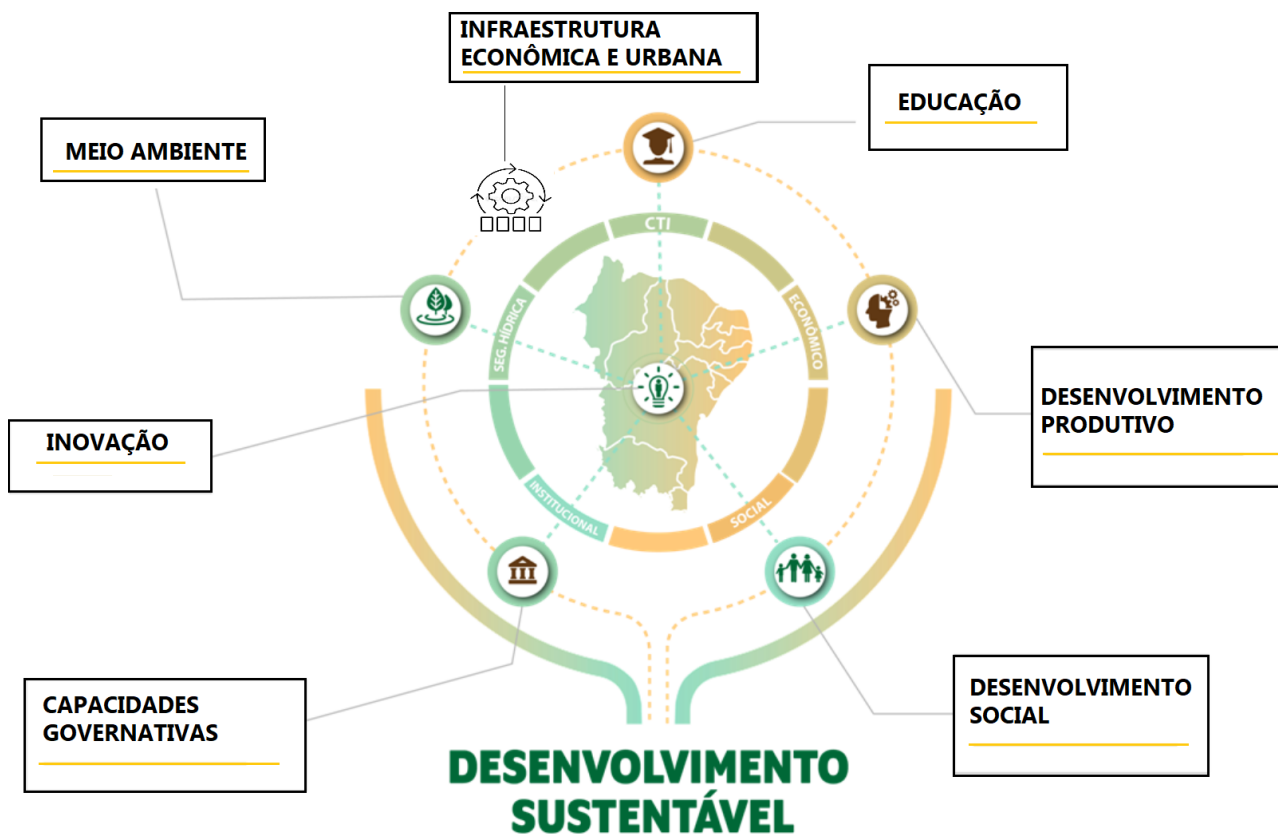 INFRAESTRUTURA
ECONÔMICA E URBANA
EDUCAÇÃO
MEIO AMBIENTE
CTI
SEG. HÍDRICA
ECONÔMICO
DESENVOLVIMENTO
PRODUTIVO
INOVAÇÃO
INSTITUCIONAL
SOCIAL
CAPACIDADES
GOVERNATIVAS
DESENVOLVIMENTO
SOCIAL
DESENVOLVIMENTO
SUSTENTÁVEL